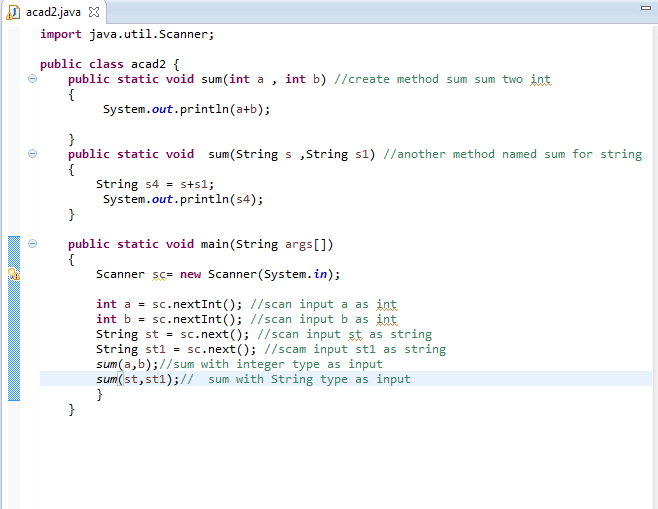 acad2.java
import java.util.Scanner;
public class acad2 {
public static void sum(int a , int b) //create method sum sum two int
{
System.out.println(a+b);
}
public static void  sum(String s ,String s1) //another method named sum for string
{
String s4 = s+s1;
System.out.println(s4);
}
public static void main(String args[])
{
Scanner sc= new Scanner(System.in);
int a = sc.nextInt(); //scan input a as int
int b = sc.nextInt(); //scan input b as int
String st = sc.next(); //scan input st as string
String st1 = sc.next(); //scam input st1 as string
sum(a,b);//sum with integer type as input
sum(st,st1);//  sum with String type as input
}
}